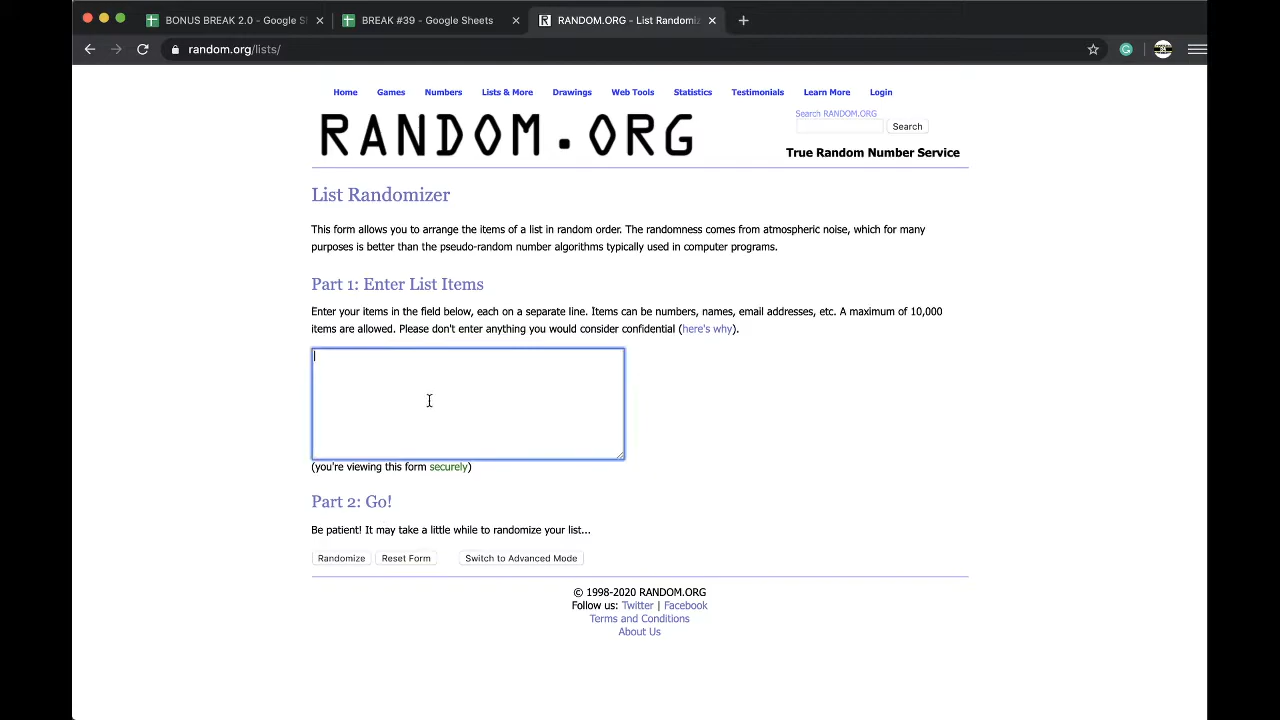 BONUS BREAK 2.0 - Google S
BREAK #39 - Google Sheets
RANDOM.ORG - List Randomiz
random.org/lists/
Home Games Numbers Lists & More Drawings Web Tools Statistics Testimonials Learn More Login
RANDOM.ORG
Search RANDOM.ORG
Search
True Random Number Service
List Randomizer
This form allows you to arrange the items of a list in random order. The randomness comes from atmospheric noise, which for many
purposes is better than the pseudo-random number algorithms typically used in computer programs.
Part 1: Enter List Items
Enter your items in the field below, each on a separate line. Items can be numbers, names, email addresses, etc. A maximum of 10,000
items are allowed. Please don't enter anything you would consider confidential (here's why).
(you're viewing this form securely)
Part 2: Go!
Be patient! It may take a little while to randomize your list...
Randomize Reset Form Switch to Advanced Mode
© 1998-2020 RANDOM.ORG
Follow us: Twitter | Facebook
Terms and Conditions
About Us